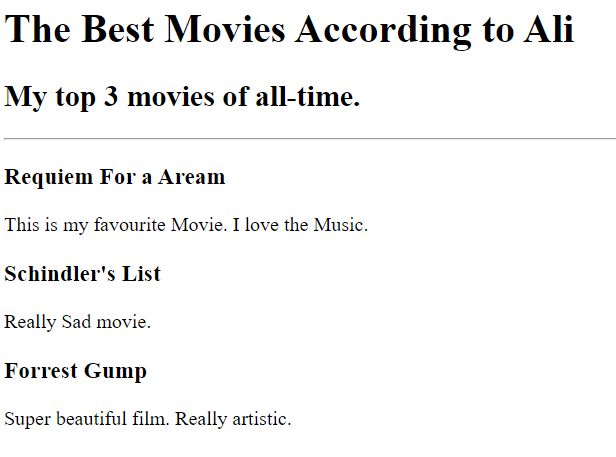 The Best Movies According to Ali
My top 3 movies of all-time.
Requiem For a Aream
This is my favourite Movie. I love the Music.
Schindler's List
Really Sad movie.
Forrest Gump
Super beautiful film. Really artistic.